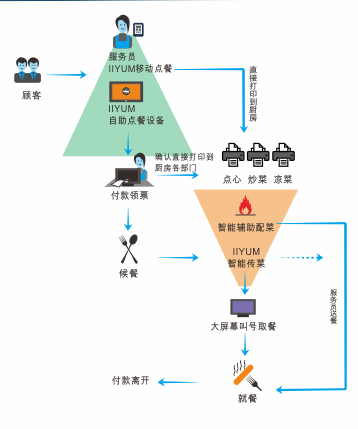 服务员
IIYUM移动点餐
顾客
IIYUM
自助点餐设备
直接打印到厨房
确认直接打印到
厨房各部门
点心 炒菜 凉菜
付款领票
智能辅助配菜
IIYUM
智能传菜
候餐
服务员送餐
大屏幕叫号取餐
付款离开
就餐